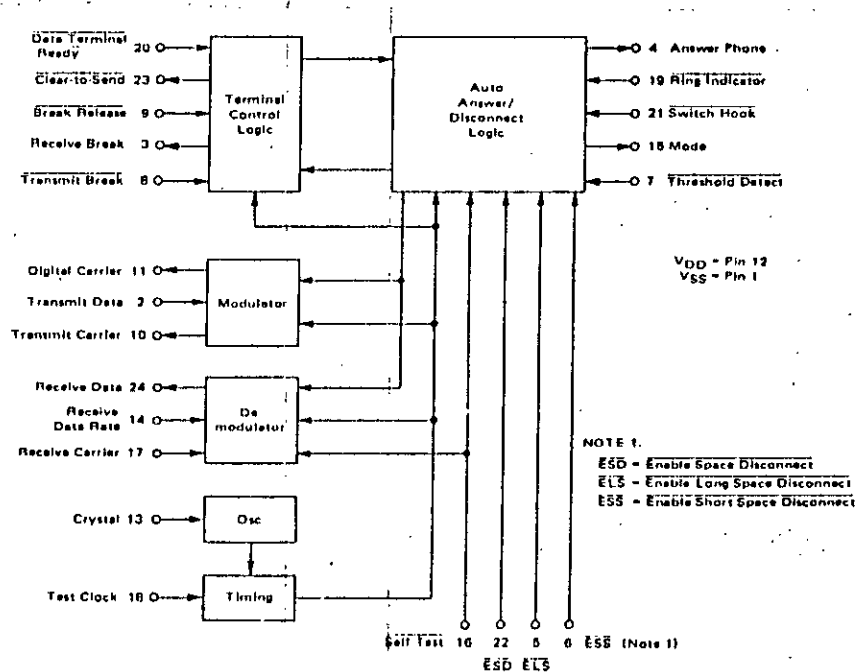 Data Terminal Ready 20
Clear-to-Send 23
Break Release 9
Receive Break 3
Transmit Break 8
Terminal
Control
Logic
Auto
Answer/
Disconnect
Logic
4 Answer Phone
19 Ring Indicator
21 Switch Hook
15 Mode
7 Threshold Detect
VDD = Pin 12
VSS = Pin 1
Digital Carrier 11
Transmit Data 2
Transmit Carrier 10
Modulator
Receive Data 24
Receive Data Rate 14
Receive Carrier 17
De
modulator
NOTE 1.
ESD = Enable Space Disconnect
ELS = Enable Long Space Disconnect
ESS = Enable Short Space Disconnect
Crystal 13
Osc
Test Clock 18
Timing
Self Test 16 22 5 6 ESS (Note 1)
ESD ELS